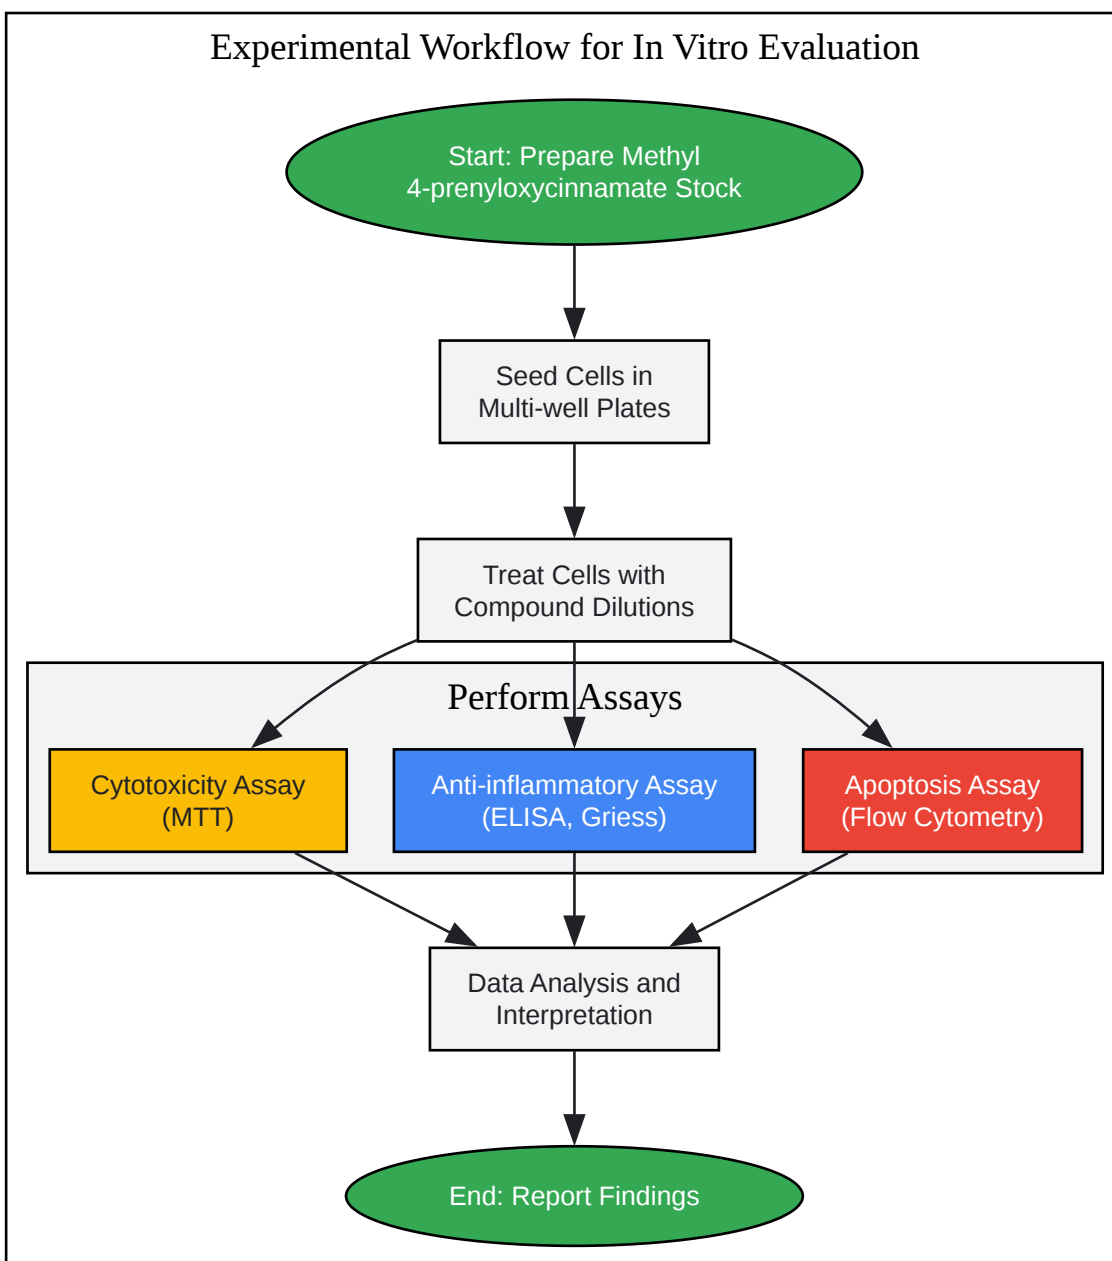 Experimental Workflow for In Vitro Evaluation
Start: Prepare Methyl
4-prenyloxycinnamate Stock
Seed Cells in
Multi-well Plates
Treat Cells with
Compound Dilutions
Perform Assays
Cytotoxicity Assay
(MTT)
Anti-inflammatory Assay
(ELISA, Griess)
Apoptosis Assay
(Flow Cytometry)
Data Analysis and
Interpretation
End: Report Findings